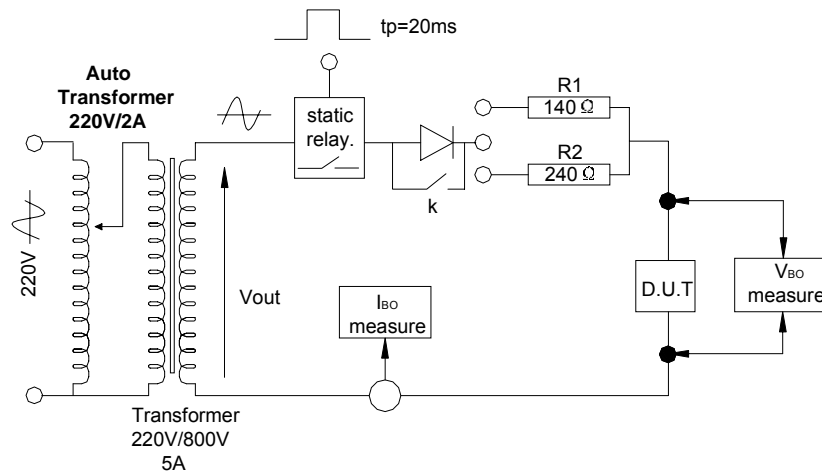 tp=20ms
Auto
Transformer
220V/2A
static
relay.
R1
140 Ω
R2
240 Ω
k
220V
Vout
IBO
measure
D.U.T
VBO
measure
Transformer
220V/800V
5A